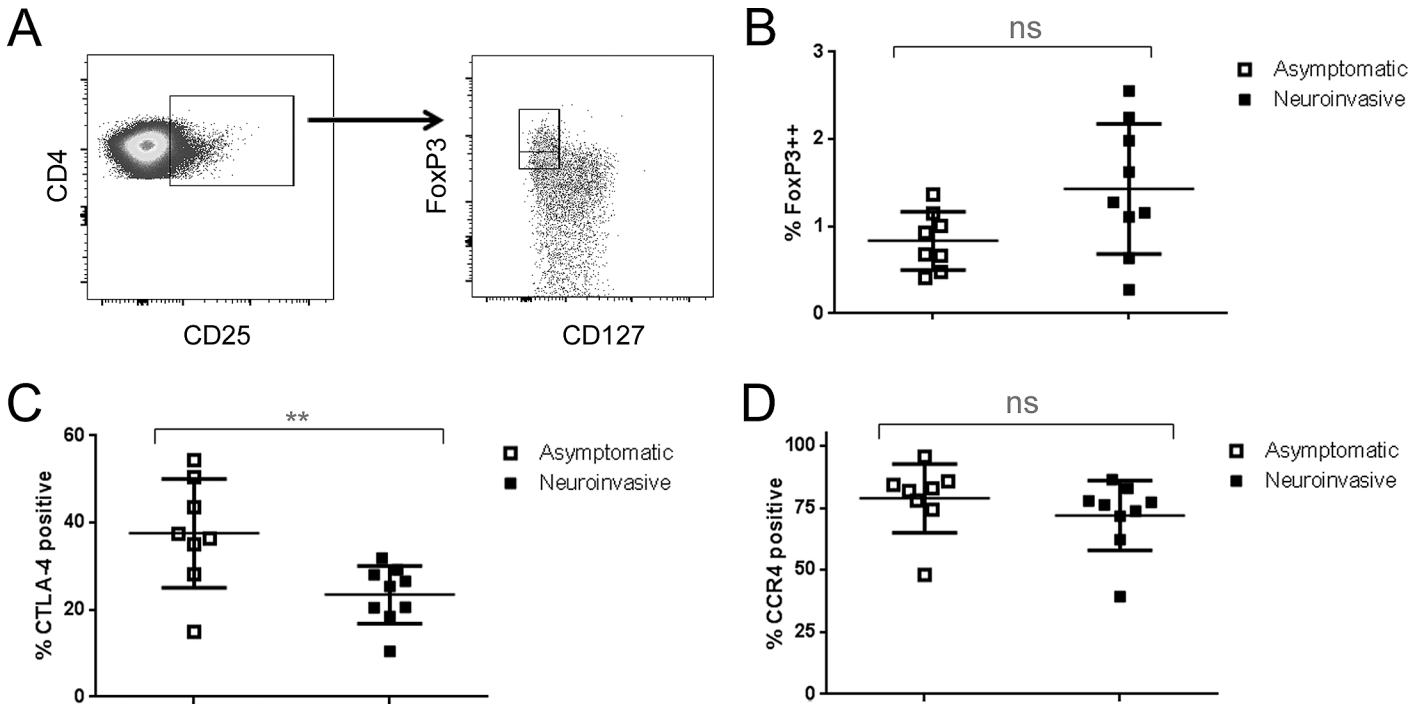 A
CD4
CD25
FoxP3
CD127
B
ns
% FoxP3++
3
2
1
0
Asymptomatic
Neuroinvasive
C
**
% CTLA-4 positive
60
40
20
0
Asymptomatic
Neuroinvasive
D
ns
% CCR4 positive
100
75
50
25
0
Asymptomatic
Neuroinvasive